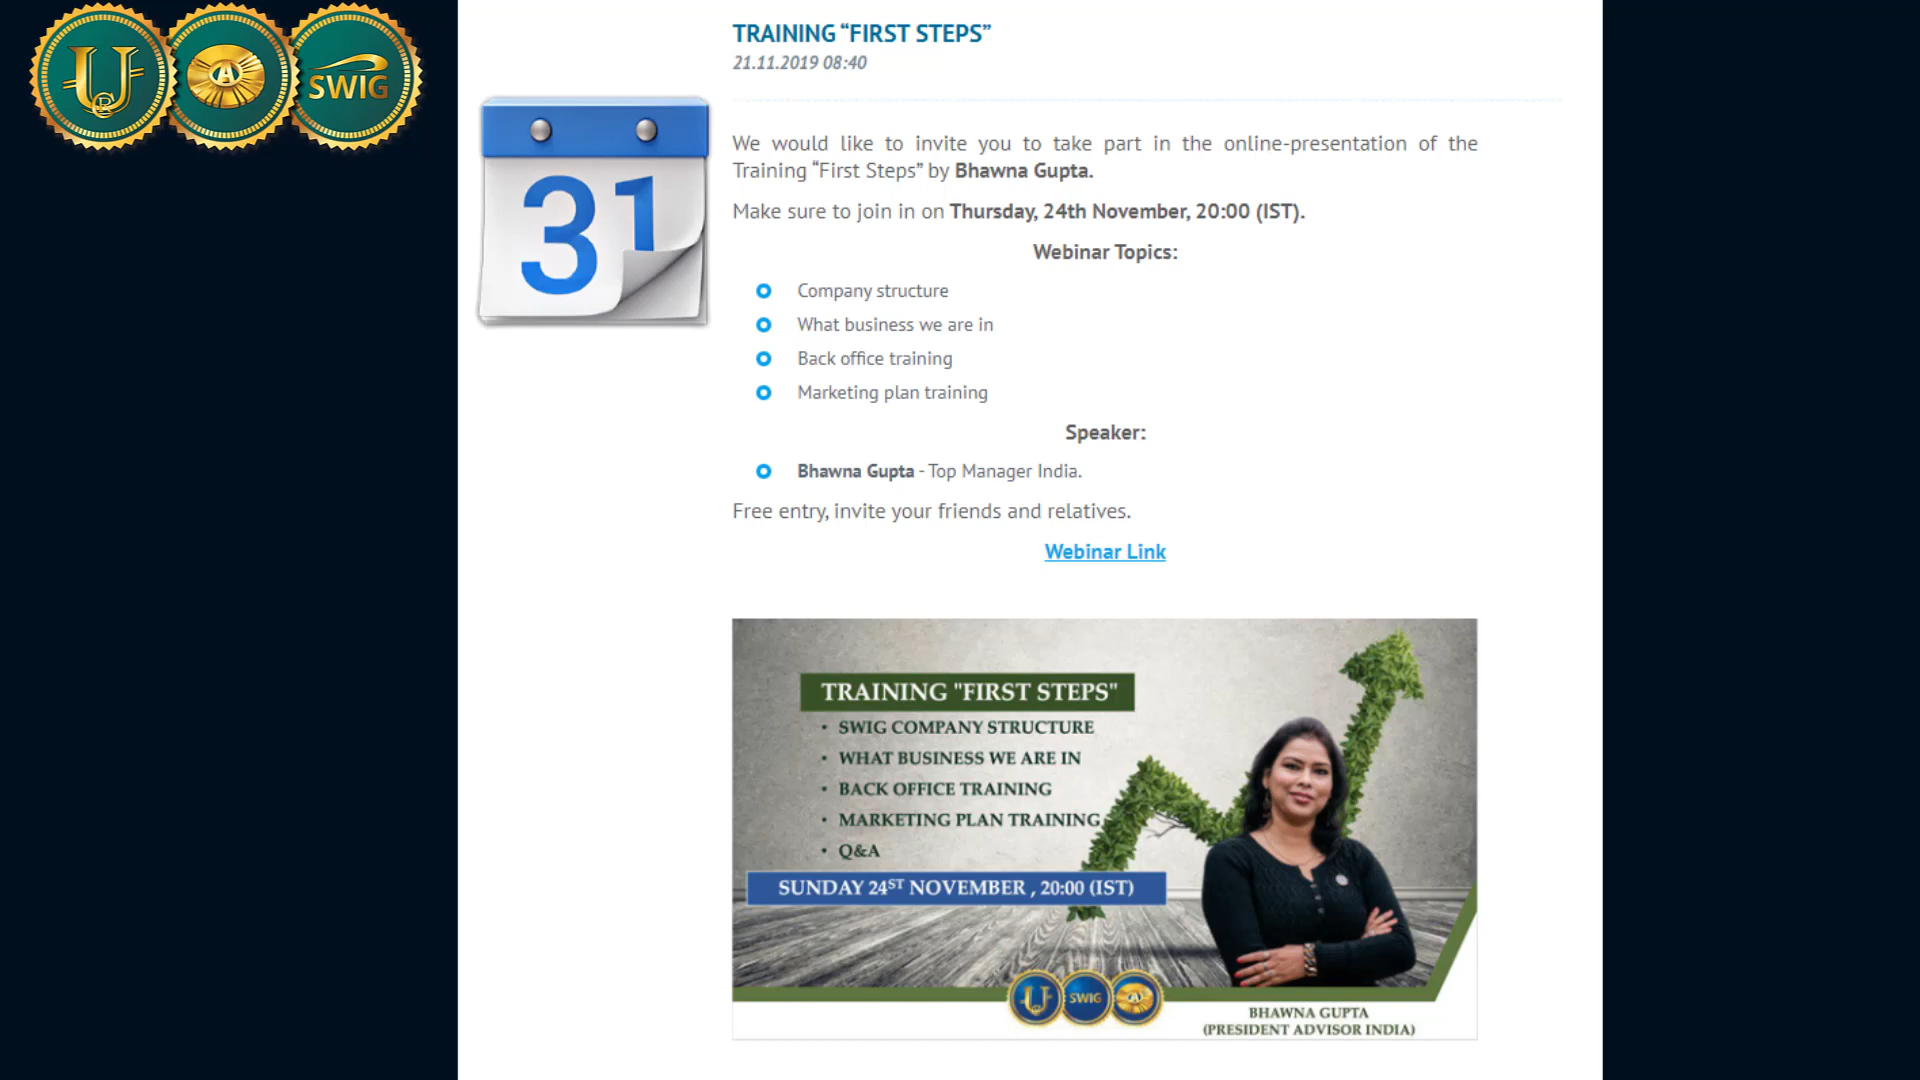 SWIG
TRAINING “FIRST STEPS”
21.11.2019 08:40
31
We would like to invite you to take part in the online-presentation of the
Training “First Steps” by Bhawna Gupta.
Make sure to join in on Thursday, 24th November, 20:00 (IST).
Webinar Topics:
Company structure
What business we are in
Back office training
Marketing plan training
Speaker:
Bhawna Gupta - Top Manager India.
Free entry, invite your friends and relatives.
Webinar Link
TRAINING "FIRST STEPS"
• SWIG COMPANY STRUCTURE
• WHAT BUSINESS WE ARE IN
• BACK OFFICE TRAINING
• MARKETING PLAN TRAINING
• Q&A
SUNDAY 24ST NOVEMBER , 20:00 (IST)
SWIG
BHAWNA GUPTA
(PRESIDENT ADVISOR INDIA)